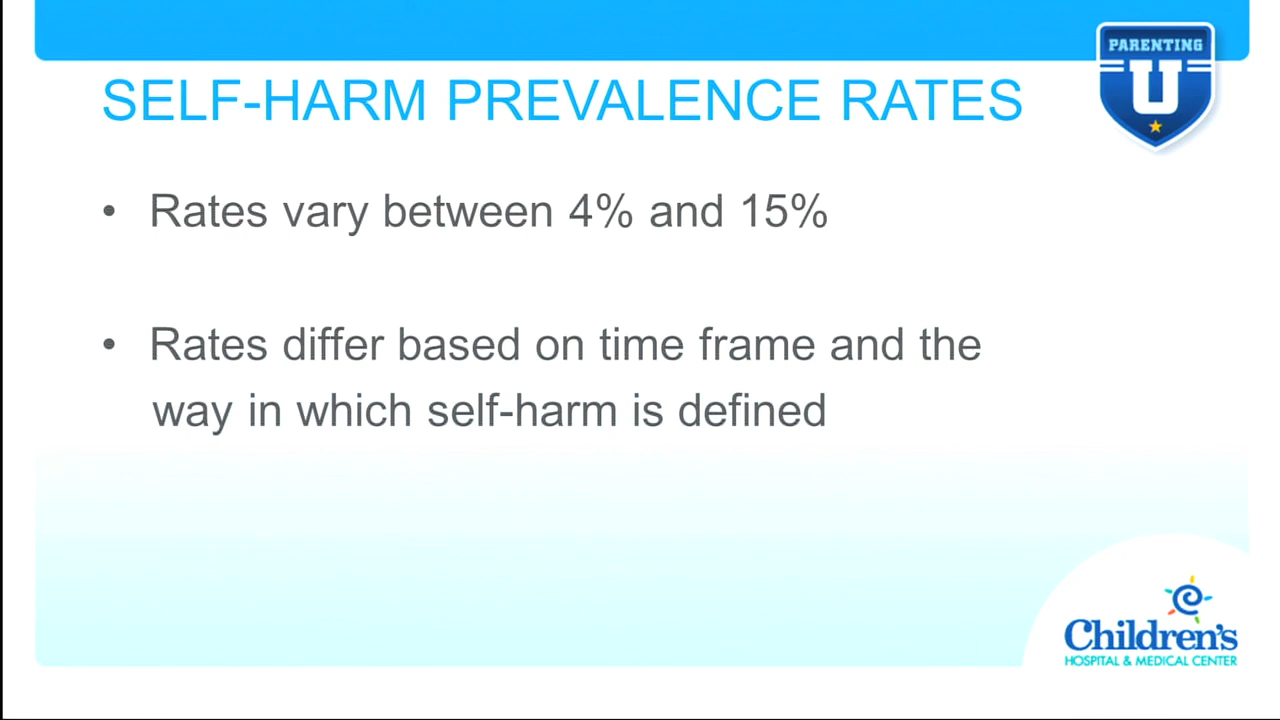 PARENTING
U
SELF-HARM PREVALENCE RATES
• Rates vary between 4% and 15%
• Rates differ based on time frame and the
way in which self-harm is defined
Children's
HOSPITAL & MEDICAL CENTER